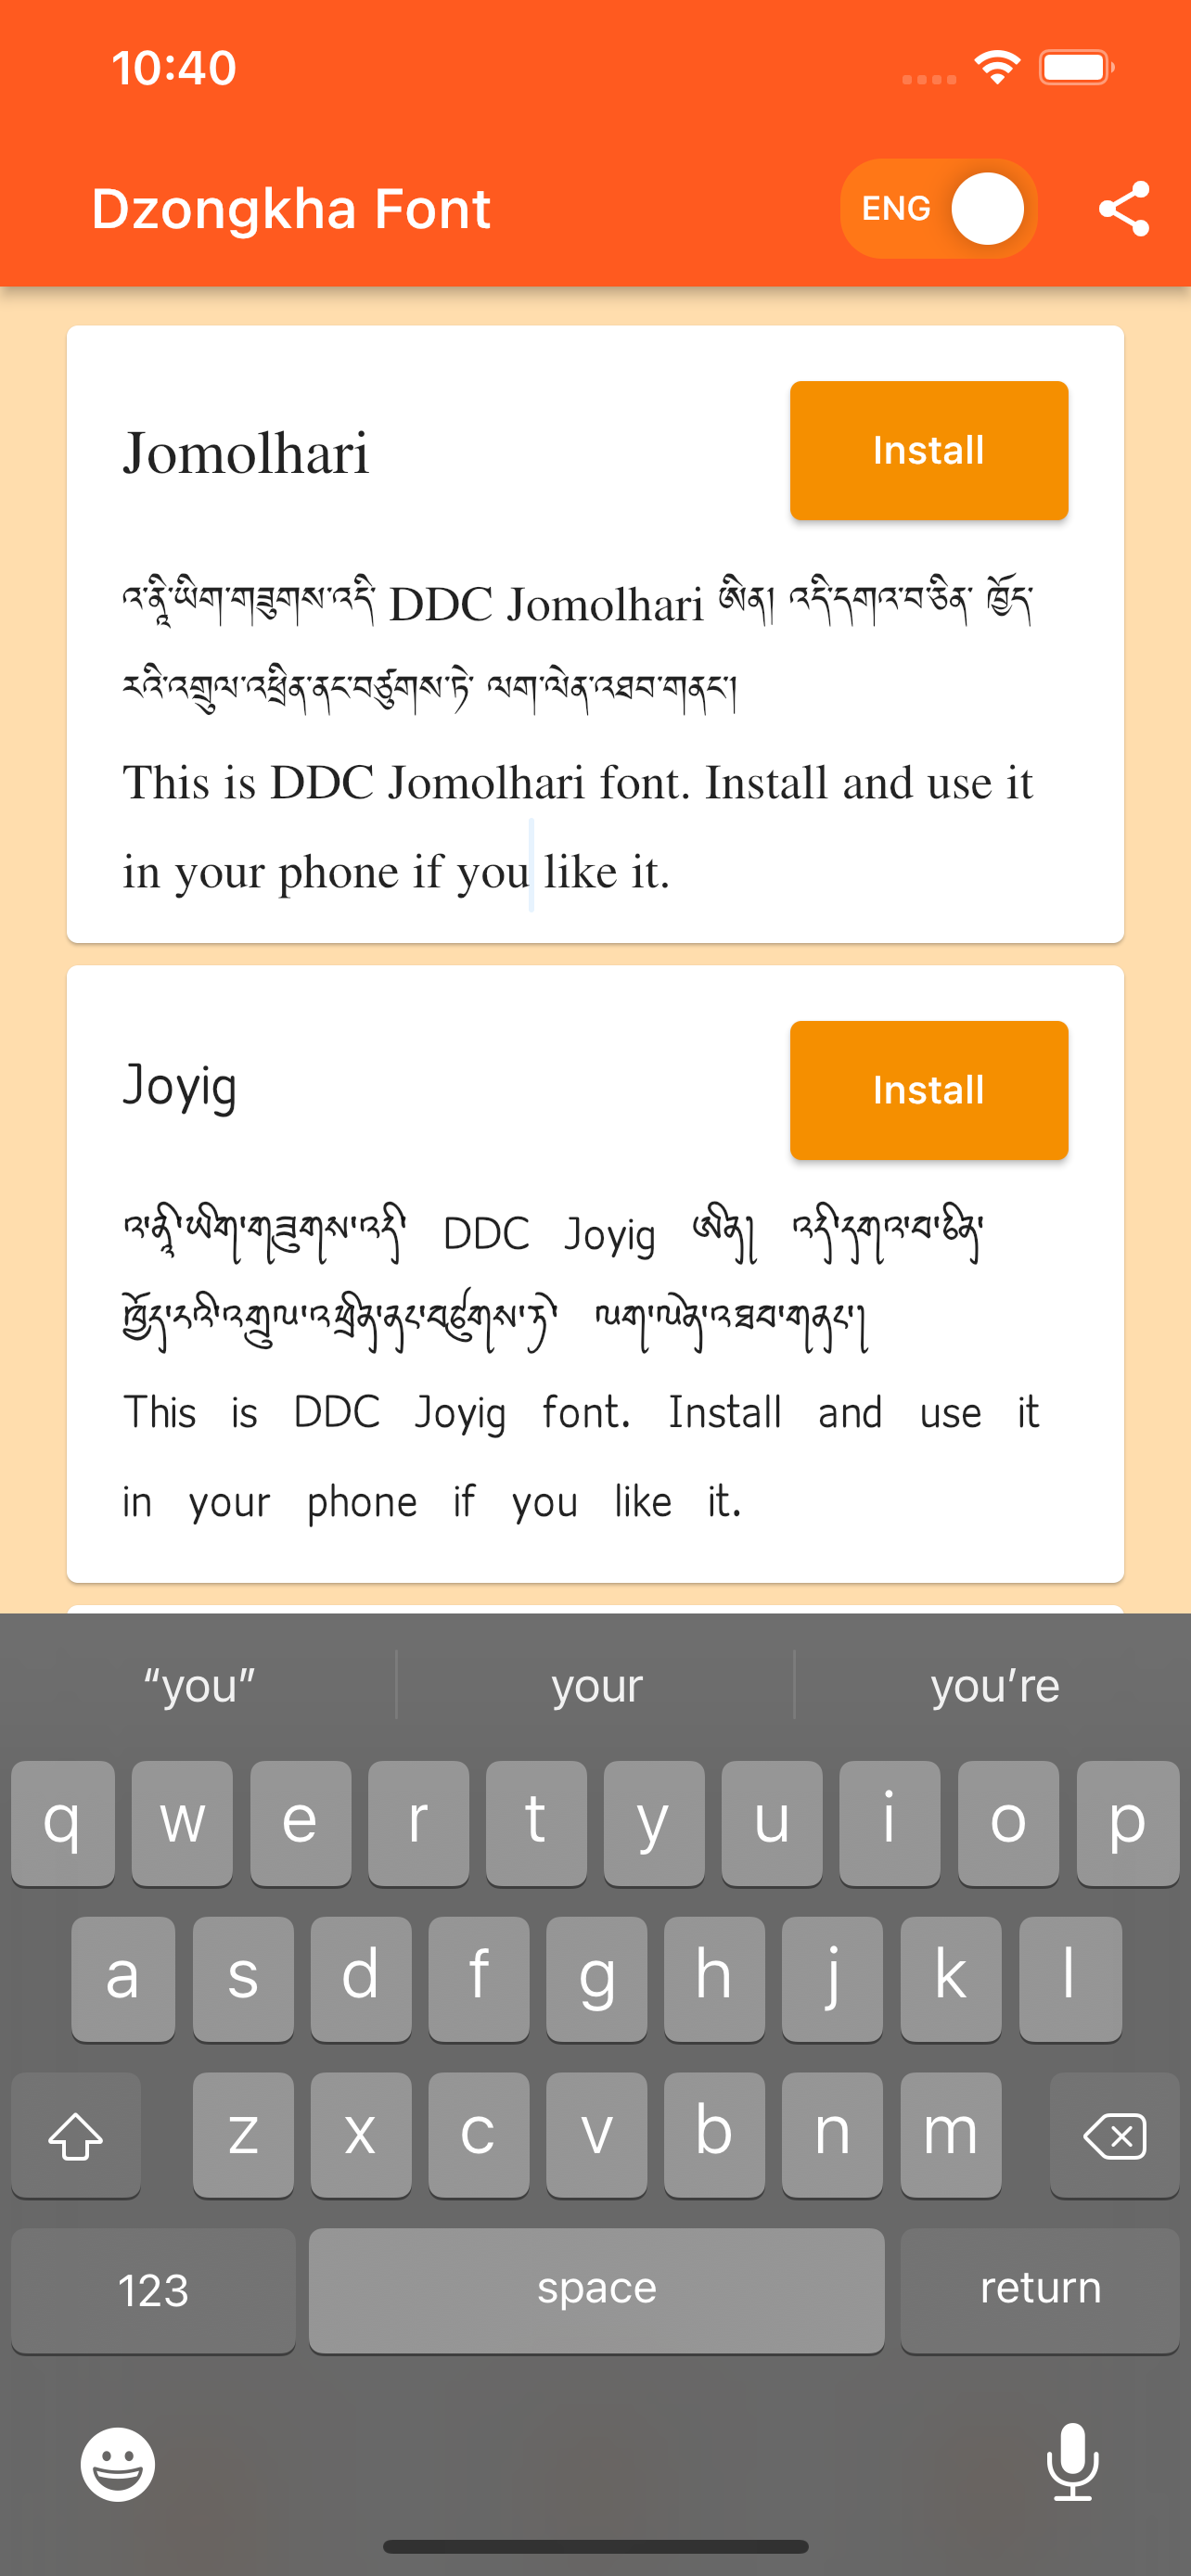 10:40
Dzongkha Font
ENG
Jomolhari
Install
འ་ནཱི་ཡིག་གཟུགས་འདི་ DDC Jomolhari ཨིན། འདི་དགའ་བ་ཅིན་ ཁྱོད་
རའི་འགྲུལ་འཕྲིན་ནང་བཙུགས་ཏེ་ ལག་ལེན་འཐབ་གནང་།
This is DDC Jomolhari font. Install and use it
in your phone if you like it.
Joyig
Install
འ་ནཱི་ཡིག་གཟུགས་འདི་ DDC Joyig ཨིན། འདི་དགའ་བ་ཅིན་
ཁྱོད་རའི་འགྲུལ་འཕྲིན་ནང་བཙུགས་ཏེ་ ལག་ལེན་འཐབ་གནང་།
This is DDC Joyig font. Install and use it
in your phone if you like it.
“you” your you’re
q w e r t y u i o p
a s d f g h j k l
z x c v b n m
123 space return